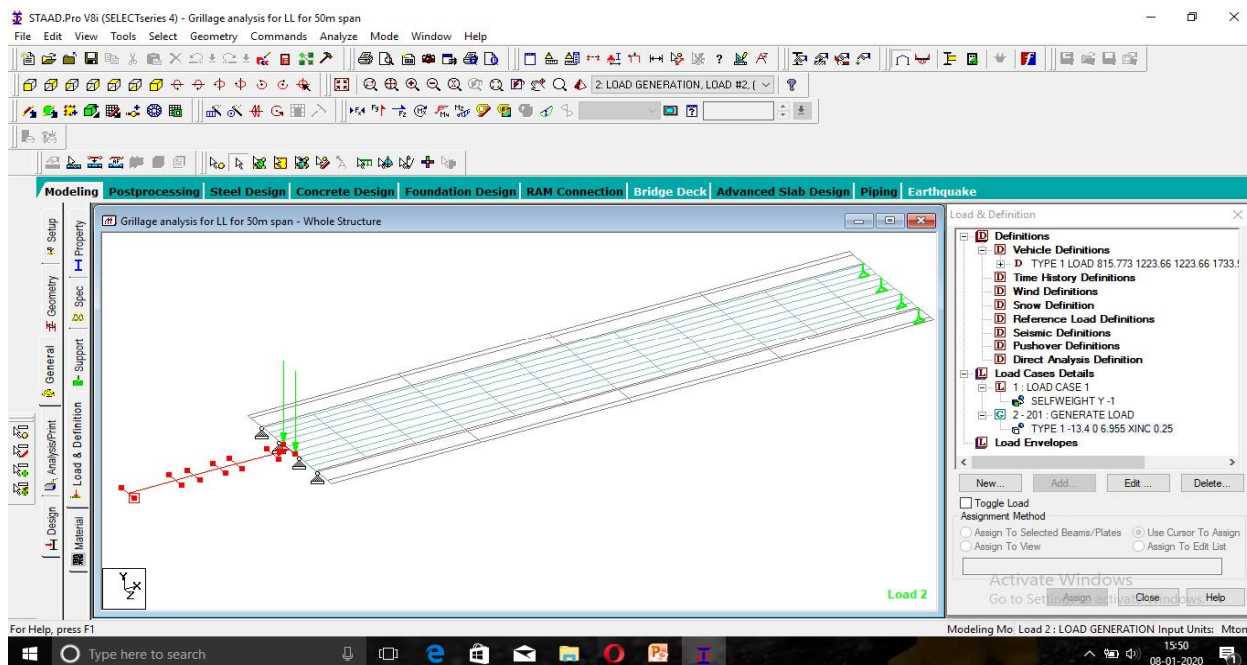 STAAD.Pro V8i (SELECTseries 4) - Grillage analysis for LL for 50m span
File Edit View Tools Select Geometry Commands Analyze Mode Window Help
2: LOAD GENERATION, LOAD #2, (
Modeling Postprocessing Steel Design Concrete Design Foundation Design RAM Connection Bridge Deck Advanced Slab Design Piping Earthquake
Setup
Geometry
General
Analysis/Print
Design
Property
Spec
Support
Load & Definition
Material
Grillage analysis for LL for 50m span - Whole Structure
Y
X
Z
Load 2
Load & Definition
Definitions
Vehicle Definitions
TYPE 1 LOAD 815.773 1223.66 1223.66 1733.5
Time History Definitions
Wind Definitions
Snow Definition
Reference Load Definitions
Seismic Definitions
Pushover Definitions
Direct Analysis Definition
Load Cases Details
1 : LOAD CASE 1
SELFWEIGHT Y -1
2 - 201 : GENERATE LOAD
TYPE 1 -13.4 0 6.955 XINC 0.25
Load Envelopes
New... Add... Edit ... Delete...
Toggle Load
Assignment Method
Assign To Selected Beams/Plates Use Cursor To Assign
Assign To View Assign To Edit List
Activate Windows
Go to Settings to activate Windows.
Assign Close Help
For Help, press F1
Modeling Mo Load 2 : LOAD GENERATION Input Units: Mton
Type here to search
15:50
08-01-2020